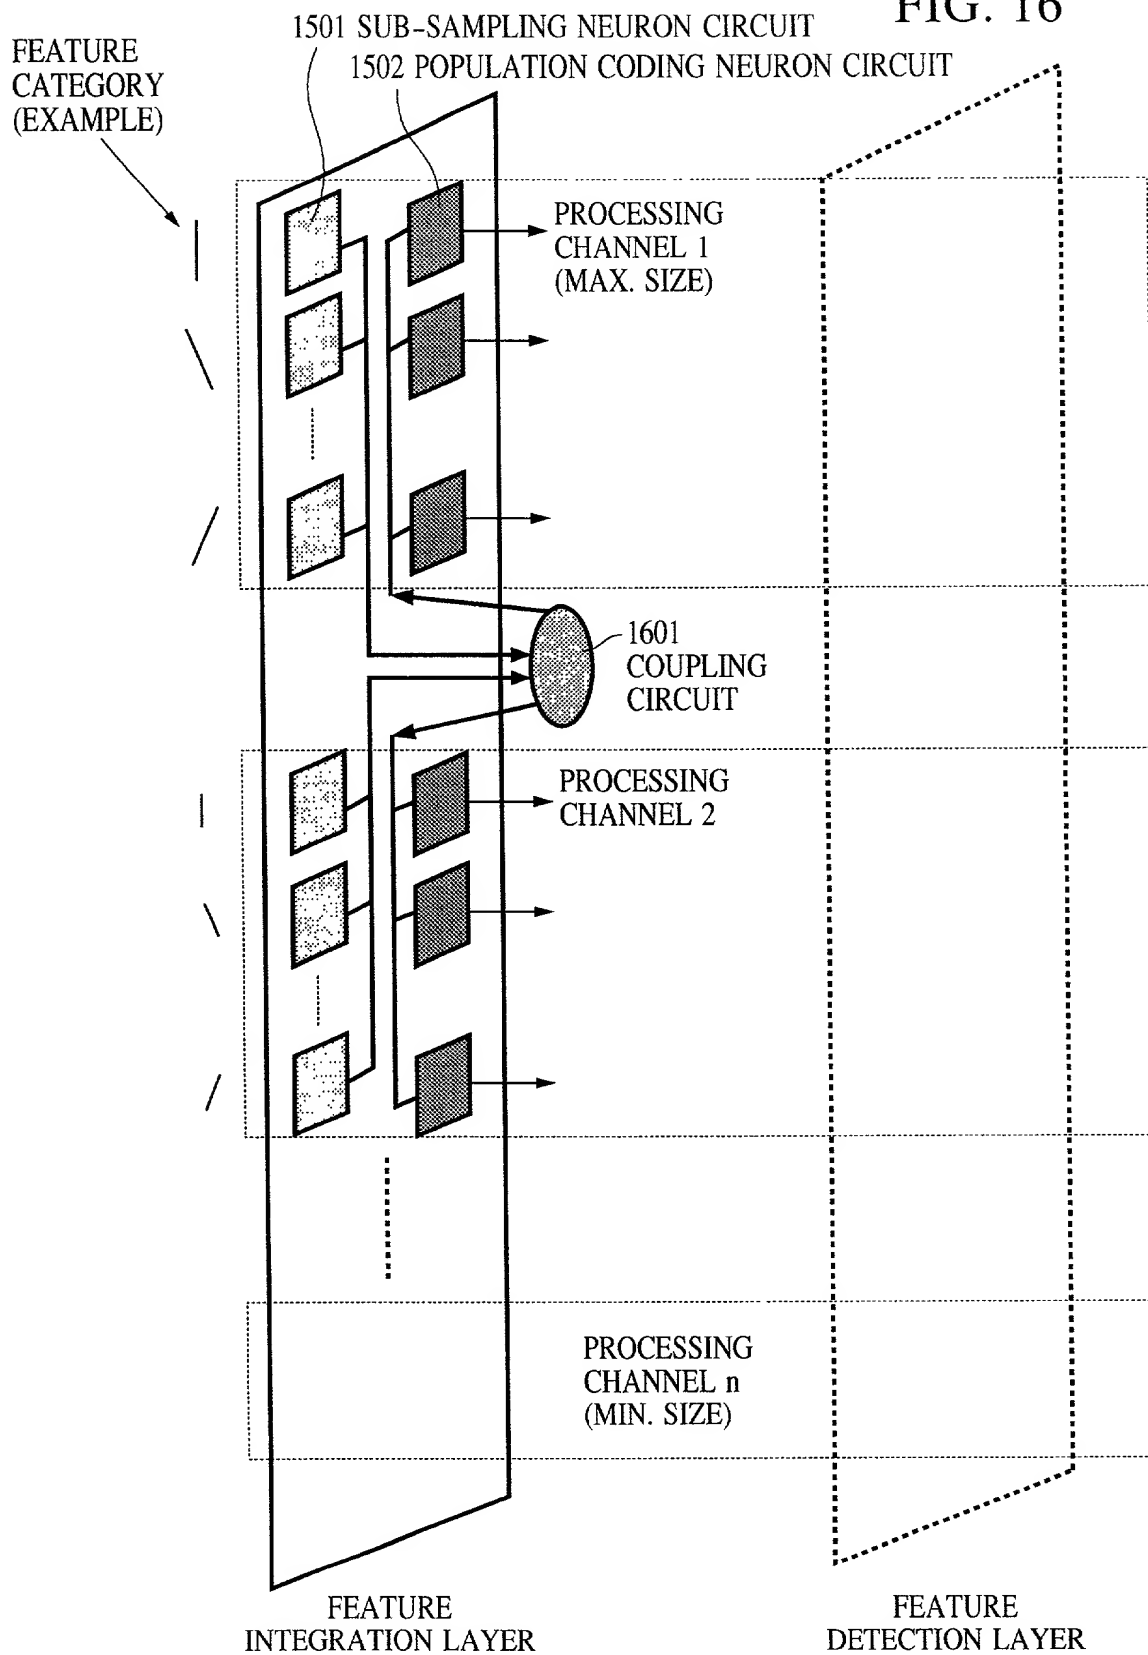 FIG. 16
1501 SUB-SAMPLING NEURON CIRCUIT
1502 POPULATION CODING NEURON CIRCUIT
FEATURE
CATEGORY
(EXAMPLE)
PROCESSING
CHANNEL 1
(MAX. SIZE)
1601
COUPLING
CIRCUIT
PROCESSING
CHANNEL 2
PROCESSING
CHANNEL n
(MIN. SIZE)
FEATURE
INTEGRATION LAYER
FEATURE
DETECTION LAYER